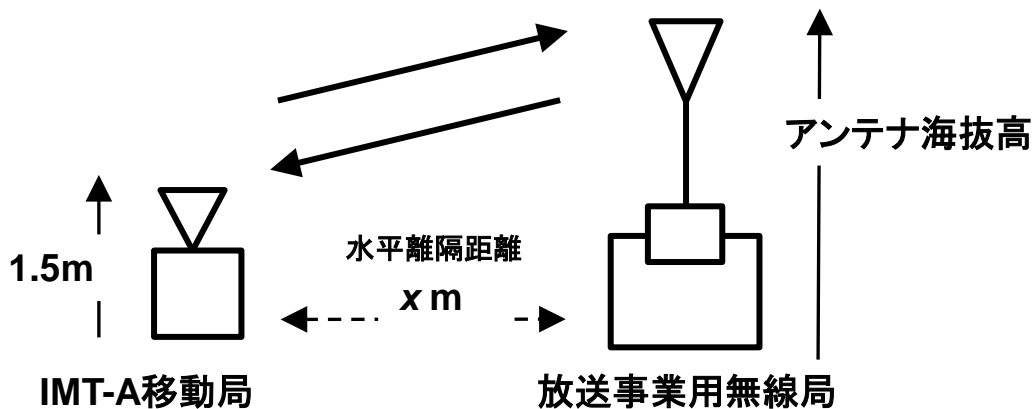 アンテナ海抜高
1.5m
水平離隔距離
x m
IMT-A移動局
放送事業用無線局